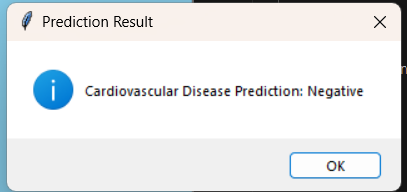 Prediction Result
Cardiovascular Disease Prediction: Negative
OK